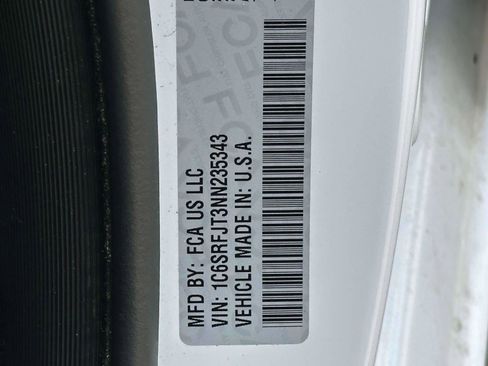 MFD BY: FCA US LLC
VIN: 1C6SRFJT3NN235343
VEHICLE MADE IN: U.S.A.